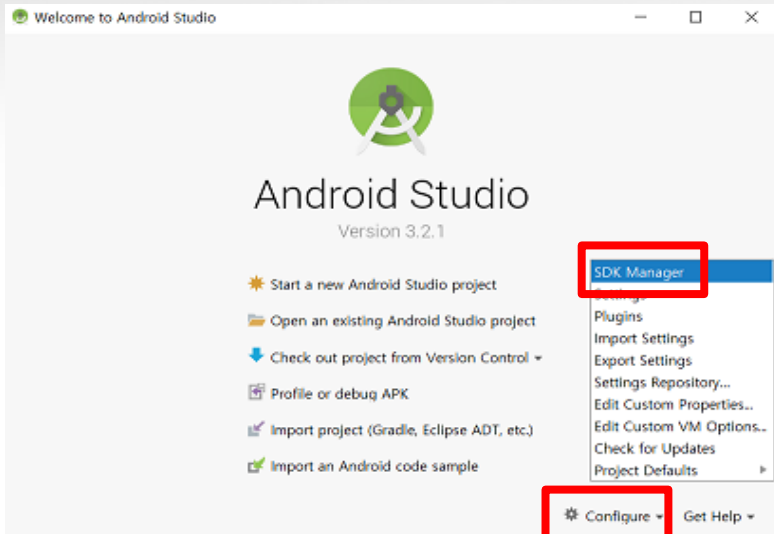 Welcome to Android Studio
Android Studio
Version 3.2.1
Start a new Android Studio project
Open an existing Android Studio project
Check out project from Version Control
Profile or debug APK
Import project (Gradle, Eclipse ADT, etc.)
Import an Android code sample
SDK Manager
Settings
Plugins
Import Settings
Export Settings
Settings Repository...
Edit Custom Properties...
Edit Custom VM Options...
Check for Updates
Project Defaults
Configure
Get Help